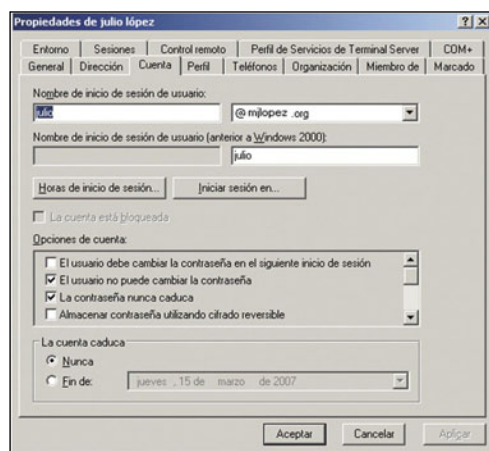 Propiedades de julio lópez
Entorno Sesiones Control remoto Perfil de Servicios de Terminal Server COM+
General Dirección Cuenta Perfil Teléfonos Organización Miembro de Marcado
Nombre de inicio de sesión de usuario:
julio @mjlopez .org
Nombre de inicio de sesión de usuario (anterior a Windows 2000):
julio
Horas de inicio de sesión... Iniciar sesión en...
La cuenta está bloqueada
Opciones de cuenta:
El usuario debe cambiar la contraseña en el siguiente inicio de sesión
El usuario no puede cambiar la contraseña
La contraseña nunca caduca
Almacenar contraseña utilizando cifrado reversible
La cuenta caduca
Nunca
Fin de: jueves , 15 de marzo de 2007
Aceptar Cancelar Aplicar